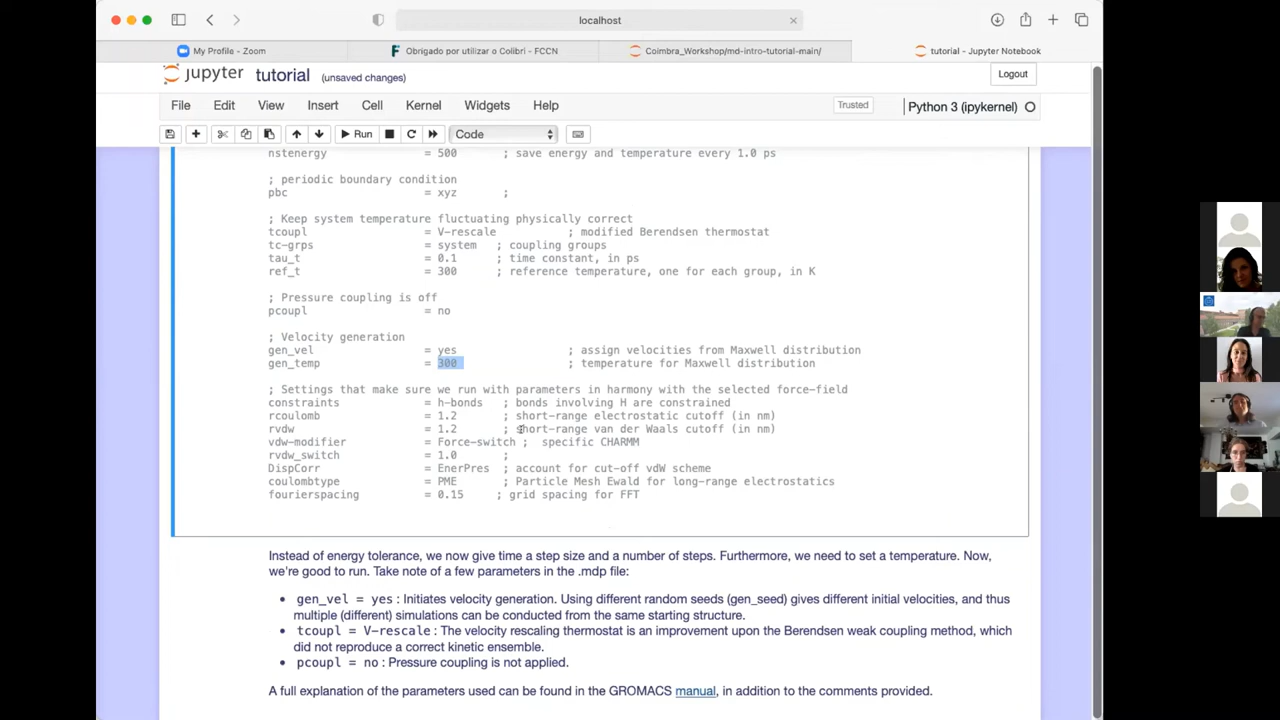 localhost
My Profile - Zoom
Obrigado por utilizar o Colibri - FCCN
Coimbra_Workshop/md-intro-tutorial-main/
tutorial - Jupyter Notebook
jupyter tutorial (unsaved changes)
Logout
File Edit View Insert Cell Kernel Widgets Help
Trusted
Python 3 (ipykernel)
Run
Code
nstenergy = 500 ; save energy and temperature every 1.0 ps
; periodic boundary condition
pbc = xyz ;
; Keep system temperature fluctuating physically correct
tcoupl = V-rescale ; modified Berendsen thermostat
tc-grps = system ; coupling groups
tau_t = 0.1 ; time constant, in ps
ref_t = 300 ; reference temperature, one for each group, in K
; Pressure coupling is off
pcoupl = no
; Velocity generation
gen_vel = yes ; assign velocities from Maxwell distribution
gen_temp = 300 ; temperature for Maxwell distribution
; Settings that make sure we run with parameters in harmony with the selected force-field
constraints = h-bonds ; bonds involving H are constrained
rcoulomb = 1.2 ; short-range electrostatic cutoff (in nm)
rvdw = 1.2 ; short-range van der Waals cutoff (in nm)
vdw-modifier = Force-switch ; specific CHARMM
rvdw_switch = 1.0 ;
DispCorr = EnerPres ; account for cut-off vdW scheme
coulombtype = PME ; Particle Mesh Ewald for long-range electrostatics
fourierspacing = 0.15 ; grid spacing for FFT
Instead of energy tolerance, we now give time a step size and a number of steps. Furthermore, we need to set a temperature. Now,
we're good to run. Take note of a few parameters in the .mdp file:
• gen_vel = yes : Initiates velocity generation. Using different random seeds (gen_seed) gives different initial velocities, and thus
multiple (different) simulations can be conducted from the same starting structure.
• tcoupl = V-rescale : The velocity rescaling thermostat is an improvement upon the Berendsen weak coupling method, which
did not reproduce a correct kinetic ensemble.
• pcoupl = no : Pressure coupling is not applied.
A full explanation of the parameters used can be found in the GROMACS manual, in addition to the comments provided.